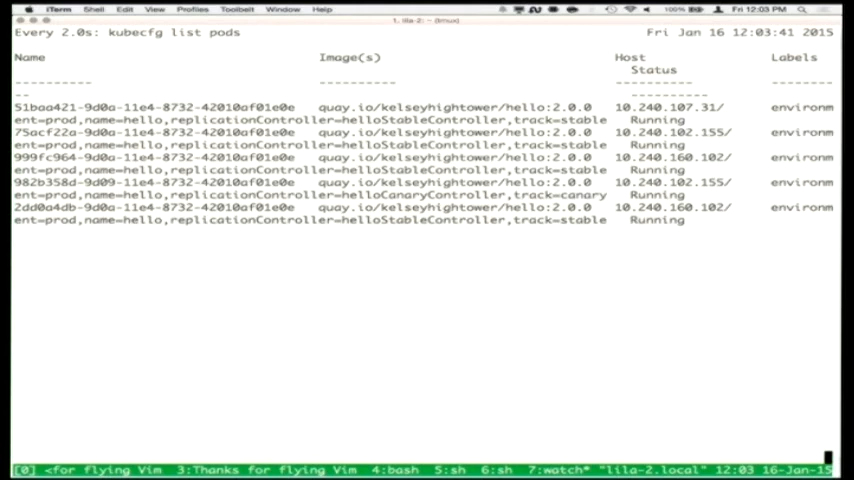 iTerm Shell Edit View Profiles Toolbelt Window Help 100% Fri 12:03 PM
1. lila-2: ~ (tmux)
Every 2.0s: kubecfg list pods Fri Jan 16 12:03:41 2015
Name Image(s) Host Labels
Status
---------- ---------- ---------- --------
-- ----------
51baa421-9d0a-11e4-8732-42010af01e0e quay.io/kelseyhightower/hello:2.0.0 10.240.107.31/ environm
ent=prod,name=hello,replicationController=helloStableController,track=stable Running
75acf22a-9d0a-11e4-8732-42010af01e0e quay.io/kelseyhightower/hello:2.0.0 10.240.102.155/ environm
ent=prod,name=hello,replicationController=helloStableController,track=stable Running
999fc964-9d0a-11e4-8732-42010af01e0e quay.io/kelseyhightower/hello:2.0.0 10.240.160.102/ environm
ent=prod,name=hello,replicationController=helloStableController,track=stable Running
982b358d-9d09-11e4-8732-42010af01e0e quay.io/kelseyhightower/hello:2.0.0 10.240.102.155/ environm
ent=prod,name=hello,replicationController=helloCanaryController,track=canary Running
2dd0a4db-9d0a-11e4-8732-42010af01e0e quay.io/kelseyhightower/hello:2.0.0 10.240.160.102/ environm
ent=prod,name=hello,replicationController=helloStableController,track=stable Running
[0] <for flying Vim 3:Thanks for flying Vim 4:bash 5:sh 6:sh 7:watch* "lila-2.local" 12:03 16-Jan-15